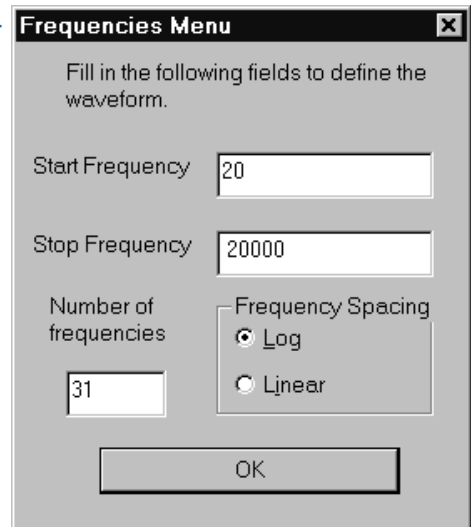 Frequencies Menu
Fill in the following fields to define the
waveform.
Start Frequency
20
Stop Frequency
20000
Number of
frequencies
31
Frequency Spacing
Log
Linear
OK